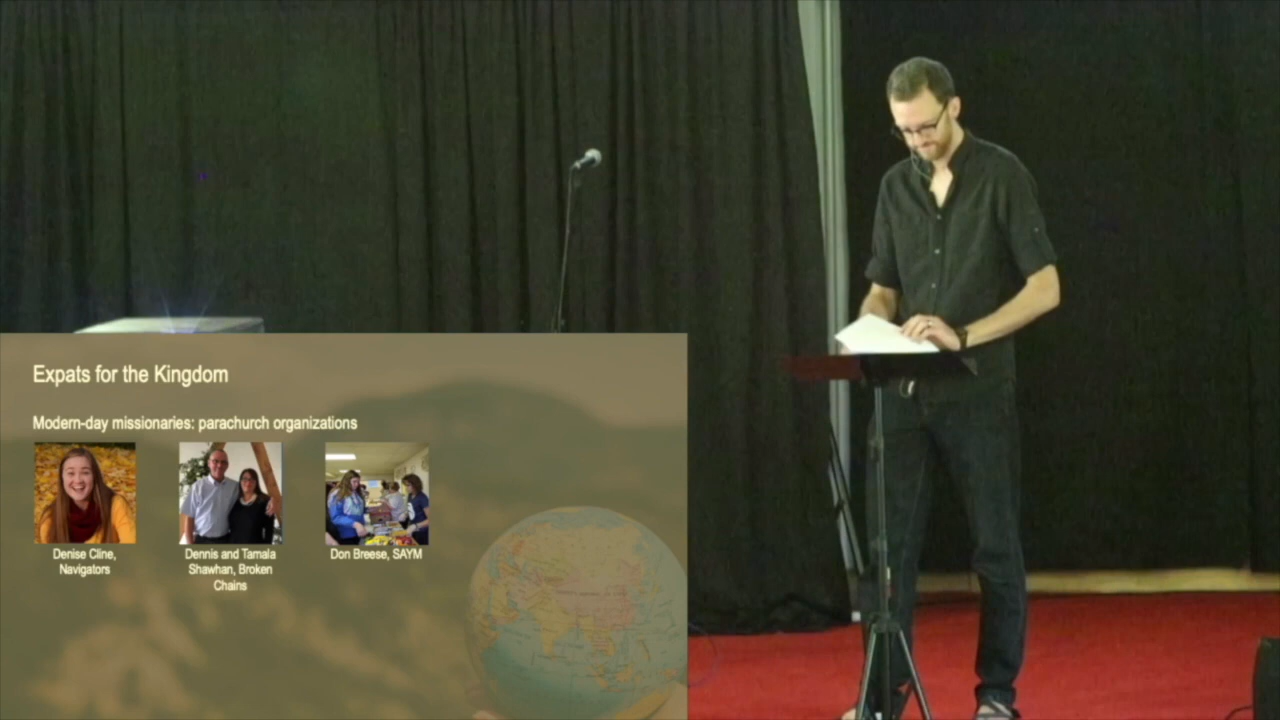 Expats for the Kingdom
Modern-day missionaries: parachurch organizations
Denise Cline,
Navigators
Dennis and Tamala
Shawhan, Broken
Chains
Don Breese, SAYM